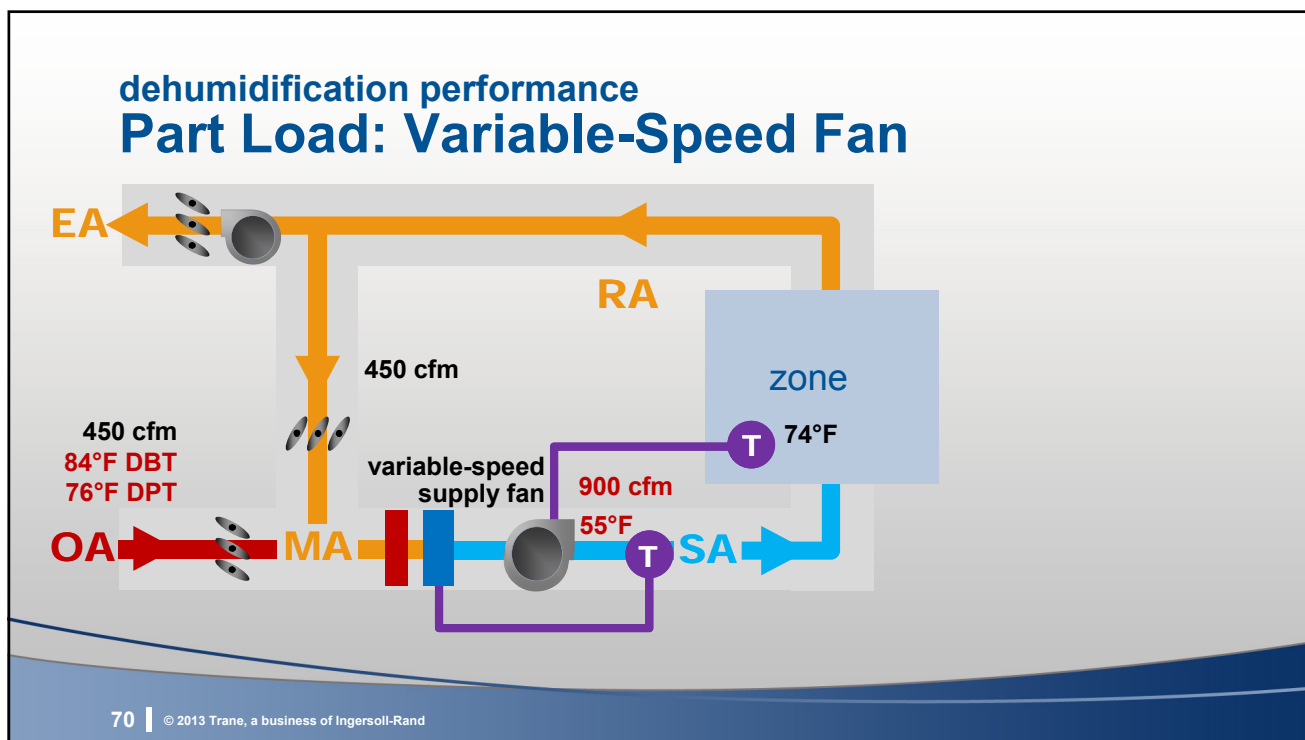 dehumidification performance
Part Load: Variable-Speed Fan
EA
RA
450 cfm
zone
74°F
T
450 cfm
84°F DBT
76°F DPT
variable-speed
supply fan
900 cfm
55°F
OA
MA
T
SA
70 © 2013 Trane, a business of Ingersoll-Rand